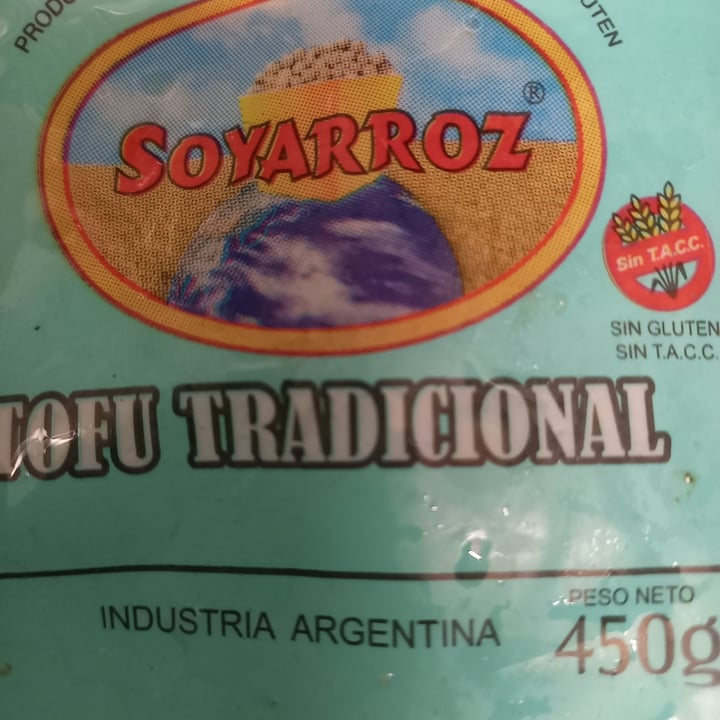 SOYARROZ ®
Sin T.A.C.C.
SIN GLUTEN
SIN T.A.C.C.
TOFU TRADICIONAL
INDUSTRIA ARGENTINA
PESO NETO
450g